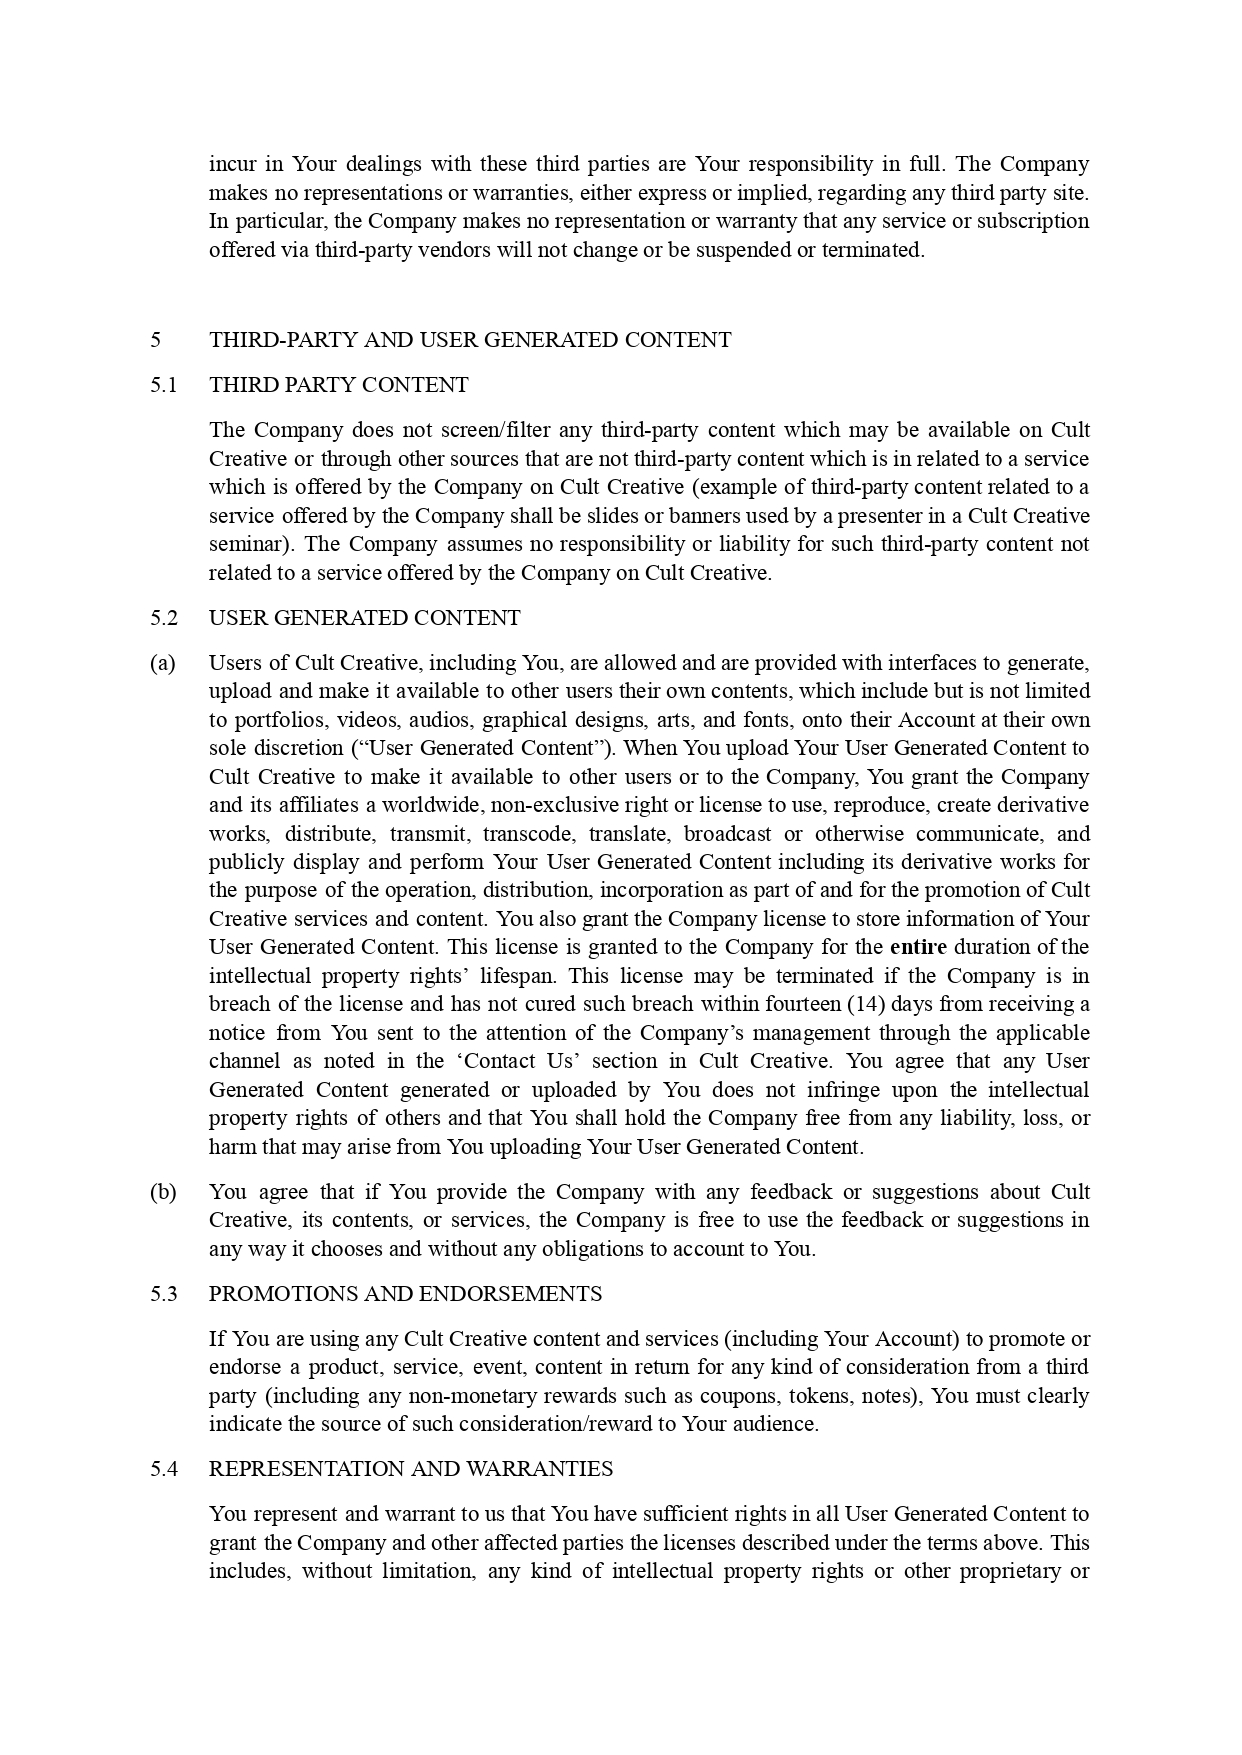 incur in Your dealings with these third parties are Your responsibility in full. The Company
makes no representations or warranties, either express or implied, regarding any third party site.
In particular, the Company makes no representation or warranty that any service or subscription
offered via third-party vendors will not change or be suspended or terminated.
5 THIRD-PARTY AND USER GENERATED CONTENT
5.1 THIRD PARTY CONTENT
The Company does not screen/filter any third-party content which may be available on Cult
Creative or through other sources that are not third-party content which is in related to a service
which is offered by the Company on Cult Creative (example of third-party content related to a
service offered by the Company shall be slides or banners used by a presenter in a Cult Creative
seminar). The Company assumes no responsibility or liability for such third-party content not
related to a service offered by the Company on Cult Creative.
5.2 USER GENERATED CONTENT
(a) Users of Cult Creative, including You, are allowed and are provided with interfaces to generate,
upload and make it available to other users their own contents, which include but is not limited
to portfolios, videos, audios, graphical designs, arts, and fonts, onto their Account at their own
sole discretion (“User Generated Content”). When You upload Your User Generated Content to
Cult Creative to make it available to other users or to the Company, You grant the Company
and its affiliates a worldwide, non-exclusive right or license to use, reproduce, create derivative
works, distribute, transmit, transcode, translate, broadcast or otherwise communicate, and
publicly display and perform Your User Generated Content including its derivative works for
the purpose of the operation, distribution, incorporation as part of and for the promotion of Cult
Creative services and content. You also grant the Company license to store information of Your
User Generated Content. This license is granted to the Company for the entire duration of the
intellectual property rights’ lifespan. This license may be terminated if the Company is in
breach of the license and has not cured such breach within fourteen (14) days from receiving a
notice from You sent to the attention of the Company’s management through the applicable
channel as noted in the ‘Contact Us’ section in Cult Creative. You agree that any User
Generated Content generated or uploaded by You does not infringe upon the intellectual
property rights of others and that You shall hold the Company free from any liability, loss, or
harm that may arise from You uploading Your User Generated Content.
(b) You agree that if You provide the Company with any feedback or suggestions about Cult
Creative, its contents, or services, the Company is free to use the feedback or suggestions in
any way it chooses and without any obligations to account to You.
5.3 PROMOTIONS AND ENDORSEMENTS
If You are using any Cult Creative content and services (including Your Account) to promote or
endorse a product, service, event, content in return for any kind of consideration from a third
party (including any non-monetary rewards such as coupons, tokens, notes), You must clearly
indicate the source of such consideration/reward to Your audience.
5.4 REPRESENTATION AND WARRANTIES
You represent and warrant to us that You have sufficient rights in all User Generated Content to
grant the Company and other affected parties the licenses described under the terms above. This
includes, without limitation, any kind of intellectual property rights or other proprietary or